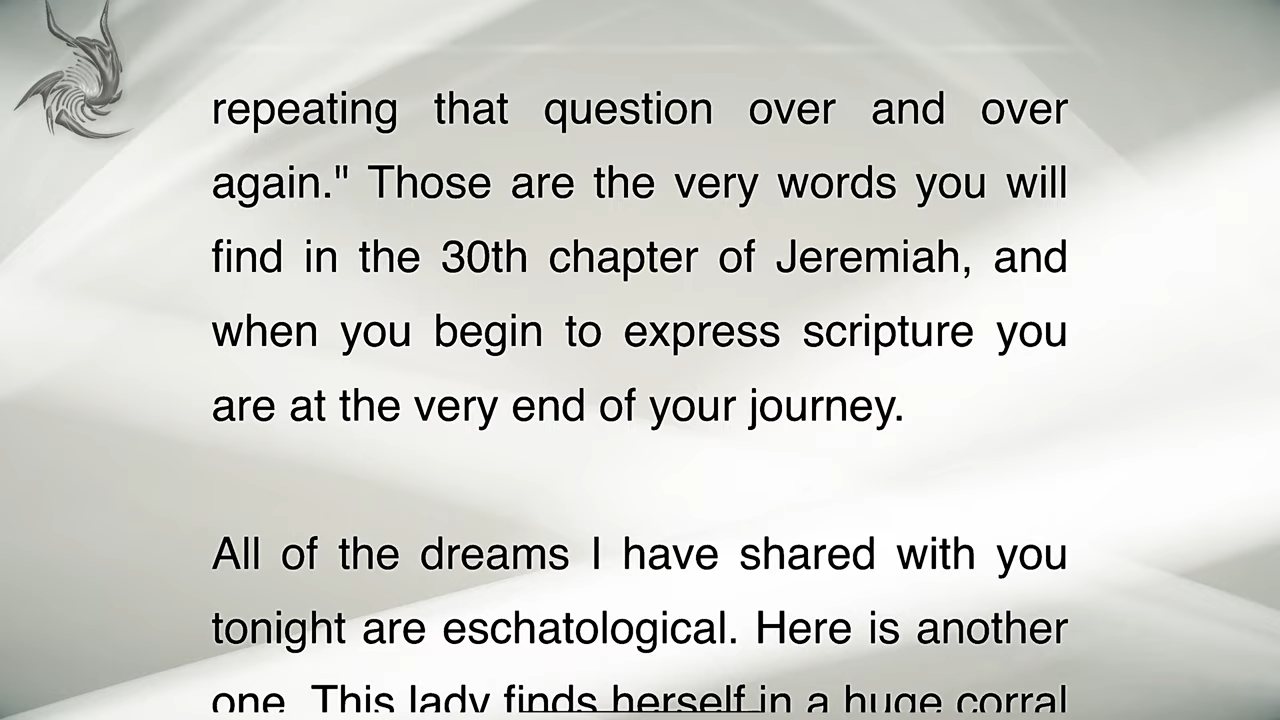 repeating that question over and over
again." Those are the very words you will
find in the 30th chapter of Jeremiah, and
when you begin to express scripture you
are at the very end of your journey.
All of the dreams I have shared with you
tonight are eschatological. Here is another
one. This lady finds herself in a huge corral